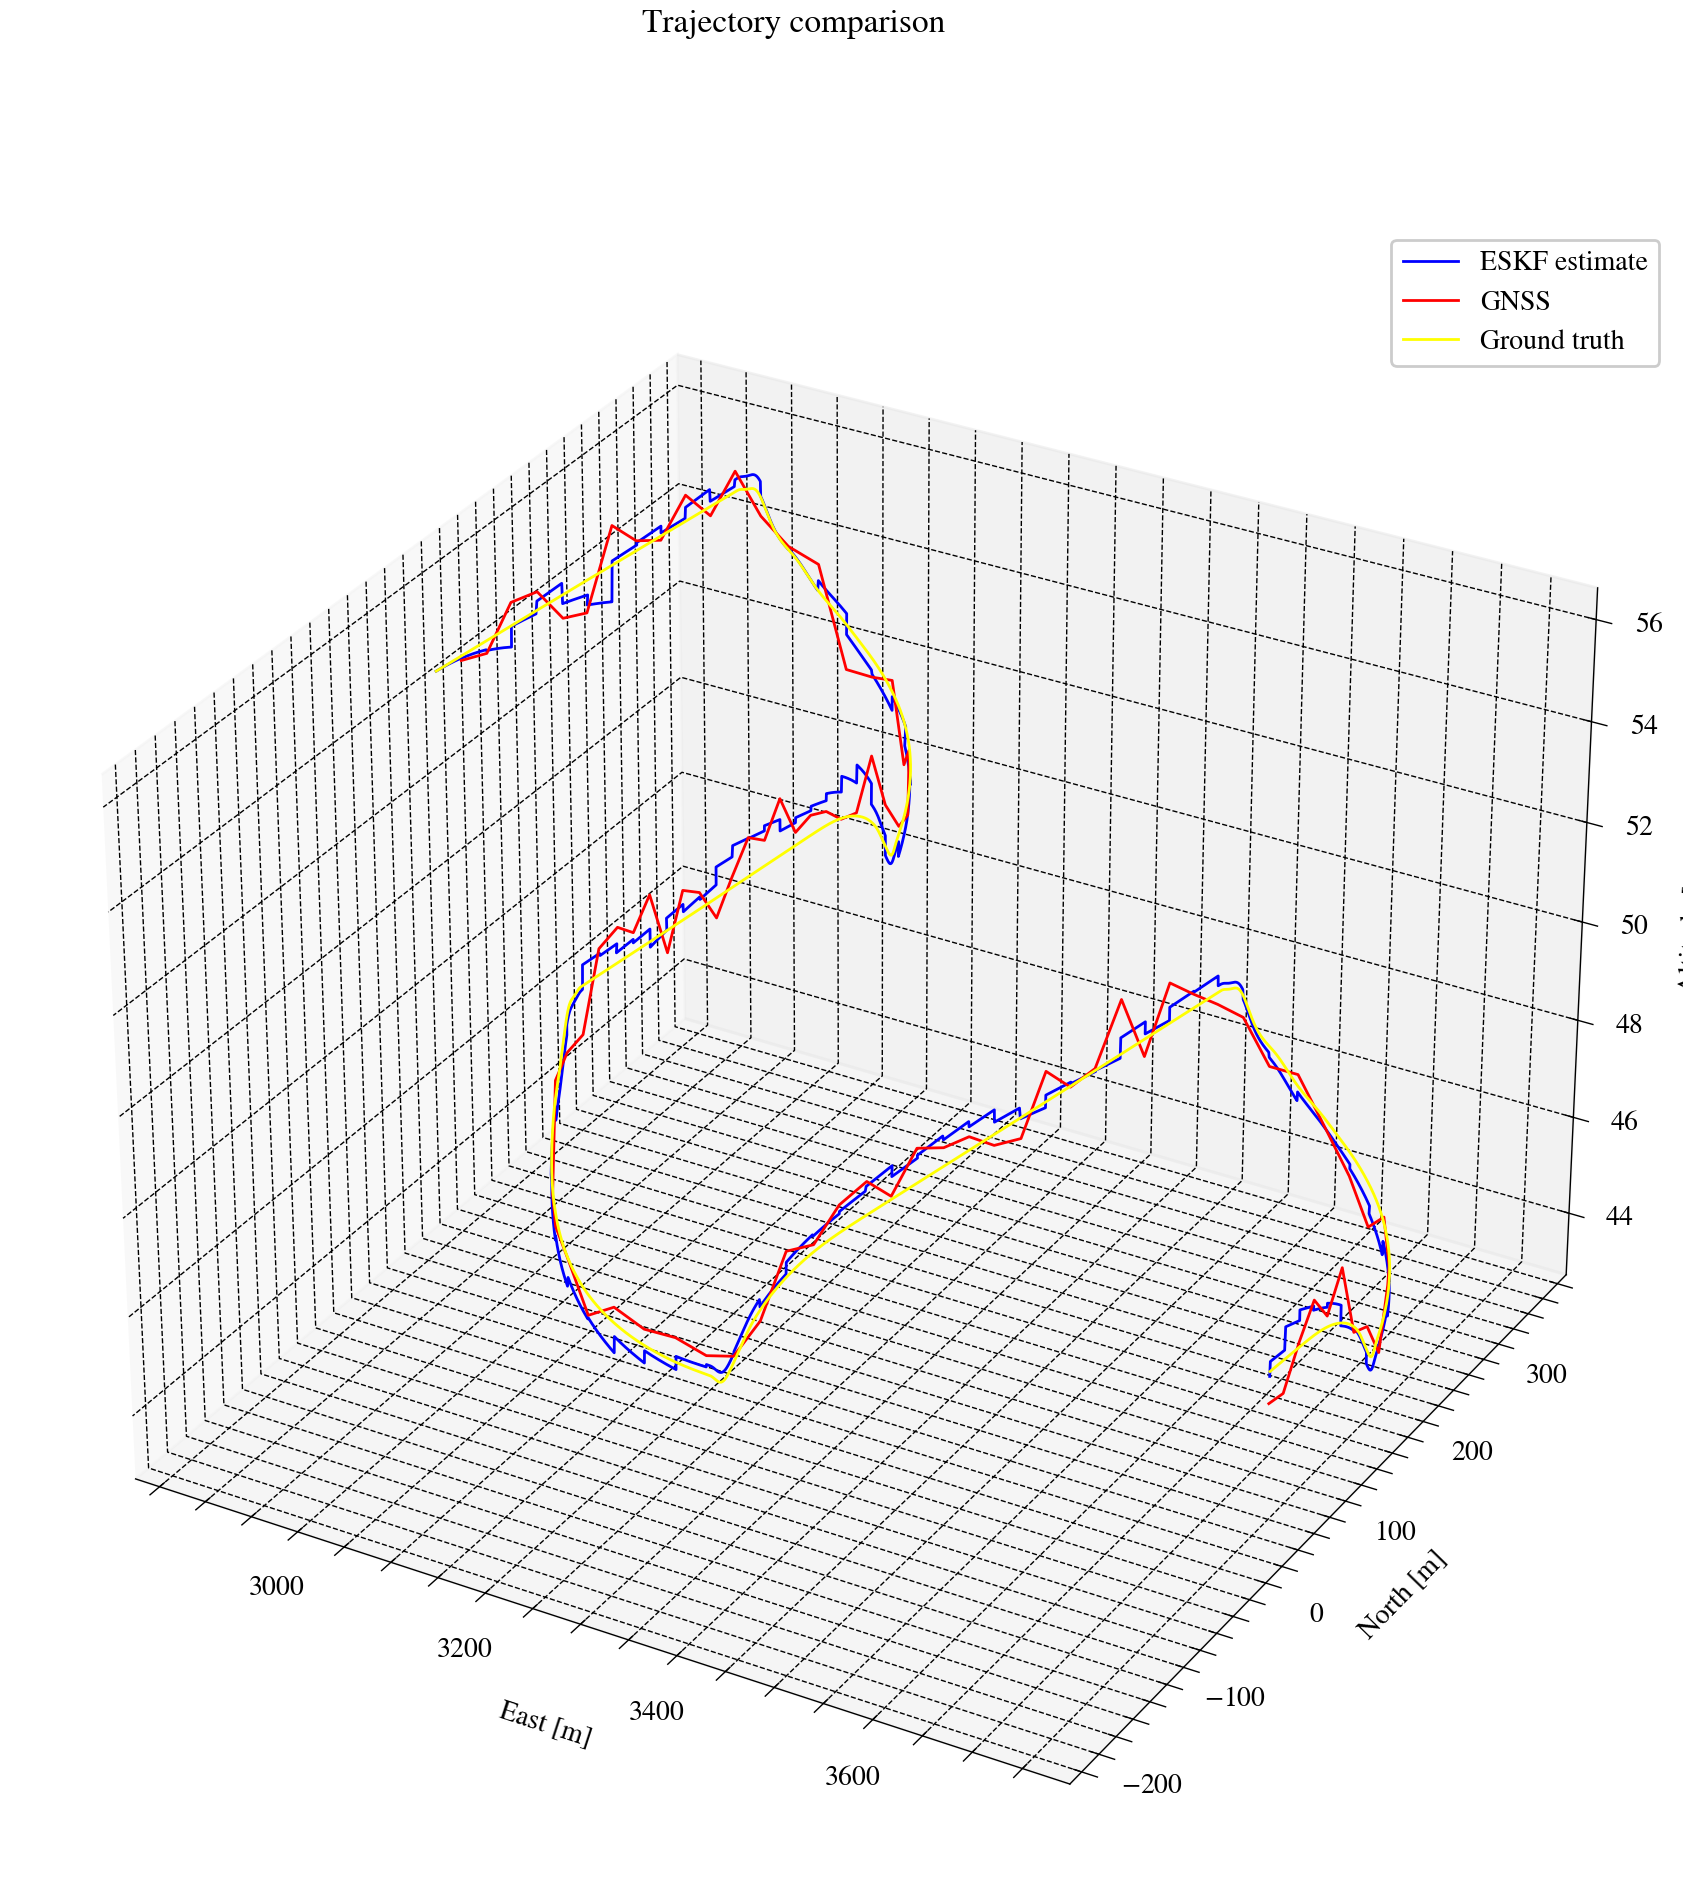 Trajectory comparison
ESKF estimate
GNSS
Ground truth
56
54
52
50
48
46
44
300
200
100
0
−100
−200
North [m]
3000
3200
3400
3600
East [m]